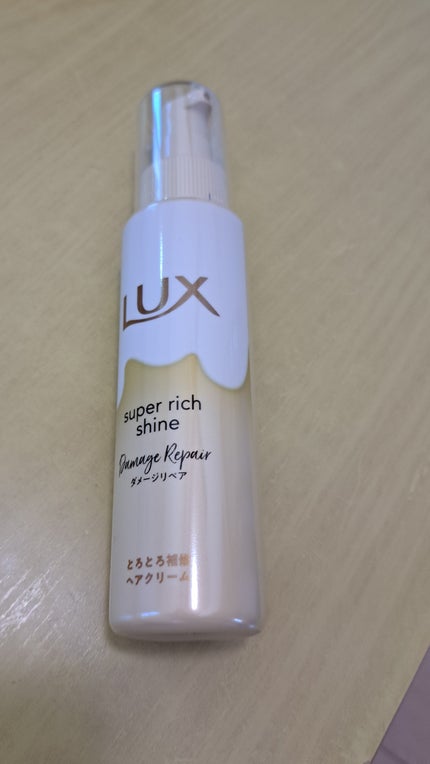 LUX
super rich
shine
Damage Repair
ダメージリペア
とろとろ補修
ヘアクリーム